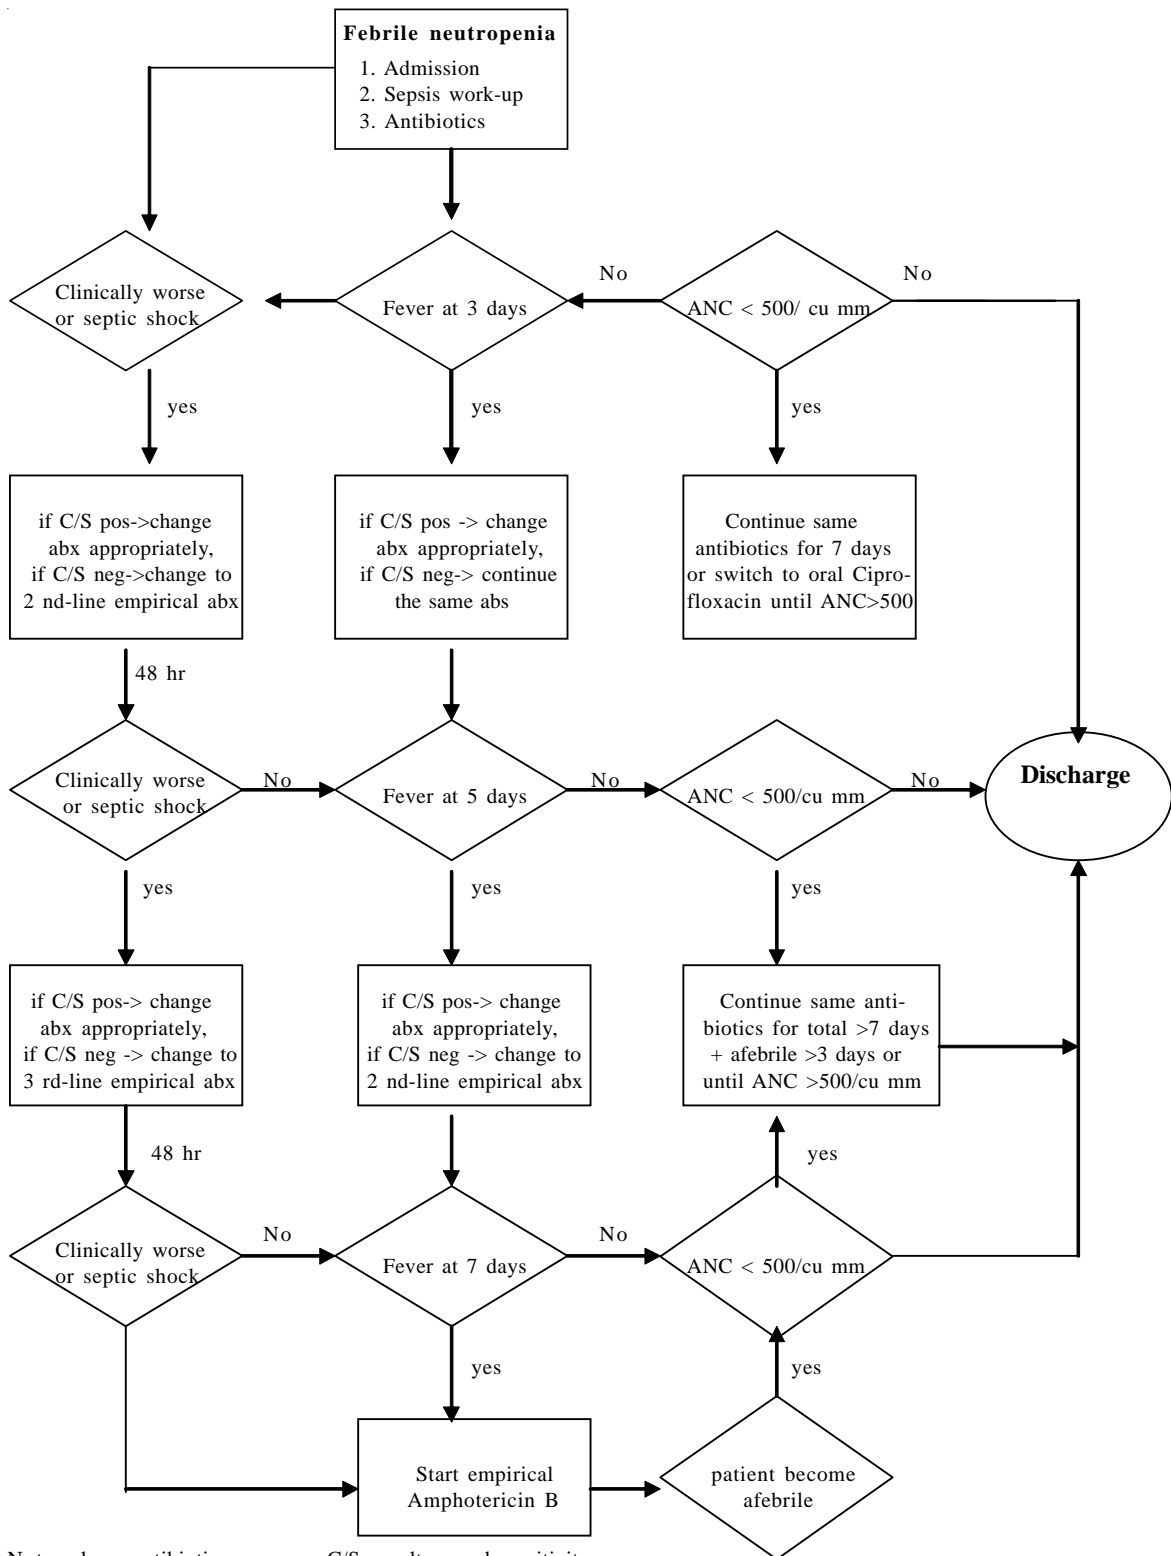 Febrile neutropenia
1. Admission
2. Sepsis work-up
3. Antibiotics
Clinically worse
or septic shock
Fever at 3 days
No
ANC < 500/ cu mm
No
yes
yes
yes
if C/S pos->change
abx appropriately,
if C/S neg->change to
2 nd-line empirical abx
if C/S pos -> change
abx appropriately,
if C/S neg-> continue
the same abs
Continue same
antibiotics for 7 days
or switch to oral Cipro-
floxacin until ANC>500
48 hr
Clinically worse
or septic shock
No
Fever at 5 days
No
ANC < 500/cu mm
No
Discharge
yes
yes
yes
if C/S pos-> change
abx appropriately,
if C/S neg -> change to
3 rd-line empirical abx
if C/S pos-> change
abx appropriately,
if C/S neg -> change to
2 nd-line empirical abx
Continue same anti-
biotics for total >7 days
+ afebrile >3 days or
until ANC >500/cu mm
48 hr
yes
Clinically worse
or septic shock
No
Fever at 7 days
No
ANC < 500/cu mm
yes
yes
Start empirical
Amphotericin B
patient become
afebrile